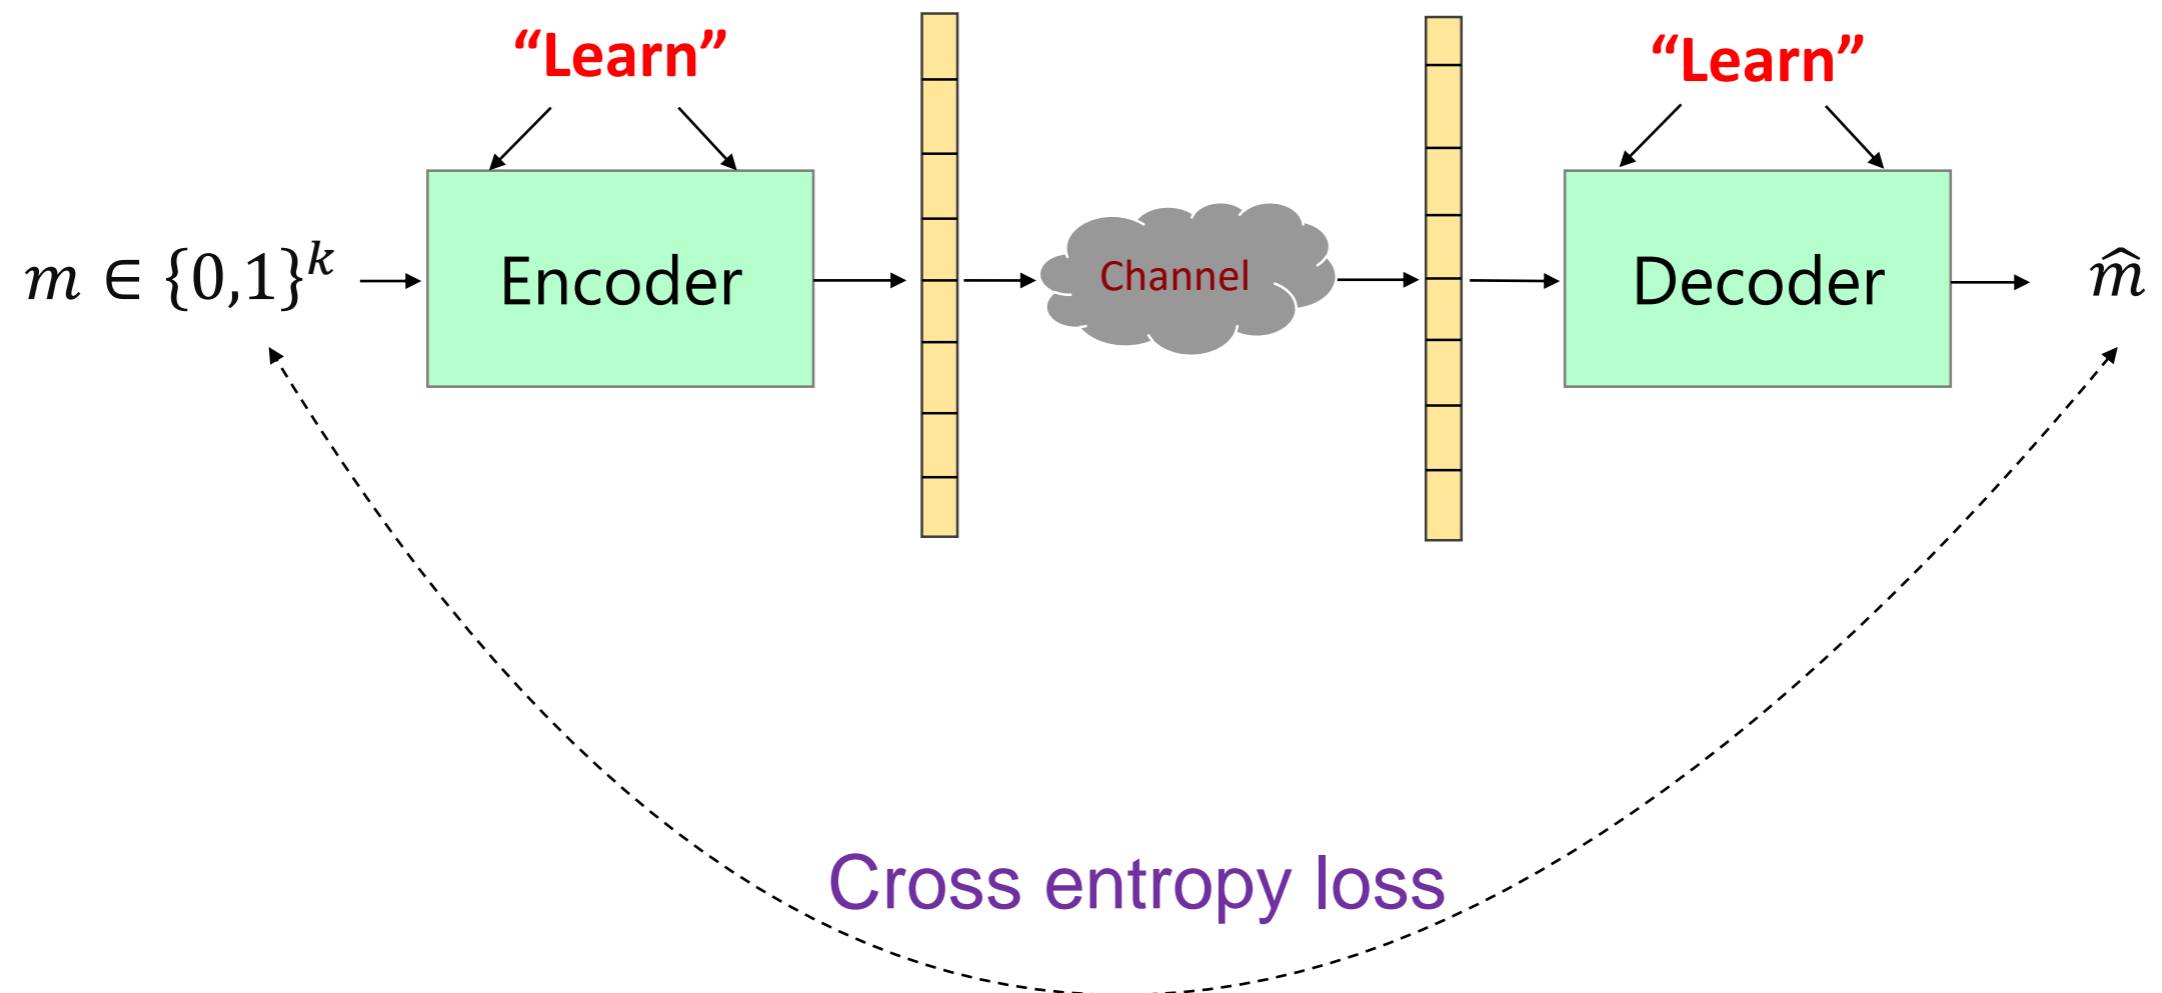 “Learn”
“Learn”
m ∈ {0,1}^k
Encoder
Channel
Decoder
m̂
Cross entropy loss